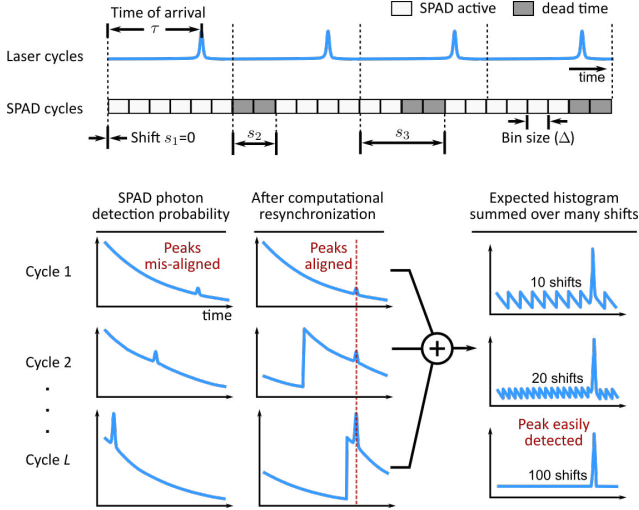 Time of arrival
τ
SPAD active
dead time
Laser cycles
time
SPAD cycles
Shift s₁=0
s₂
s₃
Bin size (Δ)
SPAD photon
detection probability
After computational
resynchronization
Expected histogram
summed over many shifts
Cycle 1
Peaks
mis-aligned
time
Peaks
aligned
10 shifts
Cycle 2
20 shifts
Cycle L
Peak easily
detected
100 shifts